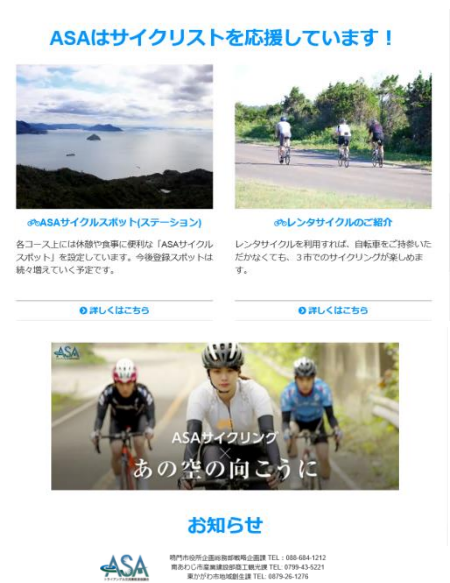 ASAはサイクリストを応援しています！
ASAサイクルスポット(ステーション)
各コース上には休憩や食事に便利な「ASAサイクル
スポット」を設定しています。今後登録スポットは
続々増えていく予定です。
詳しくはこちら
レンタサイクルのご紹介
レンタサイクルを利用すれば、自転車をご持参いた
だかなくても、３市でのサイクリングが楽しめま
す。
詳しくはこちら
ASA
ASAサイクリング
×
あの空の向こうに
お知らせ
ASA
鳴門市役所企画総務部戦略企画課 TEL：088-684-1212
南あわじ市産業建設部商工観光課 TEL: 0799-43-5221
東かがわ市地域創生課 TEL: 0879-26-1276